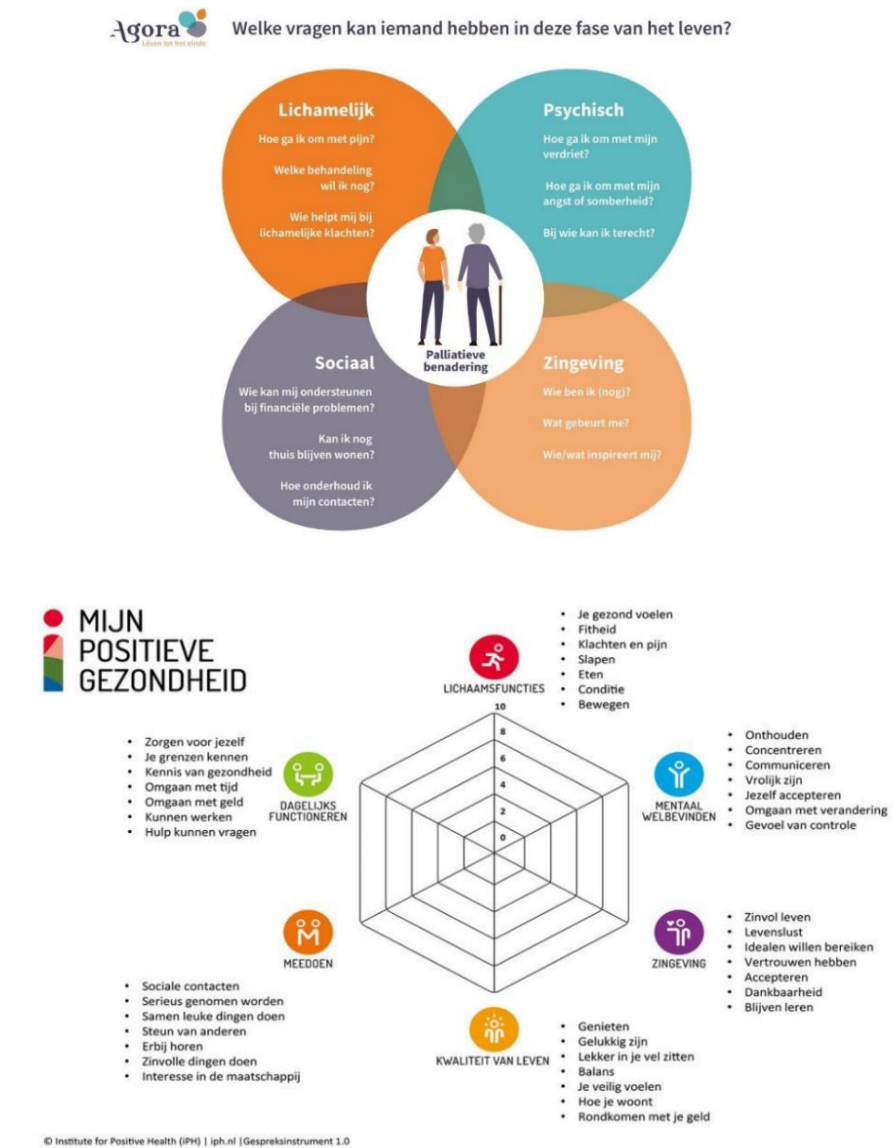 Agora
Léven tot het einde
Welke vragen kan iemand hebben in deze fase van het leven?
Lichamelijk
Hoe ga ik om met pijn?
Welke behandeling
wil ik nog?
Wie helpt mij bij
lichamelijke klachten?
Psychisch
Hoe ga ik om met mijn
verdriet?
Hoe ga ik om met mijn
angst of somberheid?
Bij wie kan ik terecht?
Palliatieve
benadering
Sociaal
Wie kan mij ondersteunen
bij financiële problemen?
Kan ik nog
thuis blijven wonen?
Hoe onderhoud ik
mijn contacten?
Zingeving
Wie ben ik (nog)?
Wat gebeurt me?
Wie/wat inspireert mij?
MIJN
POSITIEVE
GEZONDHEID
LICHAAMSFUNCTIES
• Je gezond voelen
• Fitheid
• Klachten en pijn
• Slapen
• Eten
• Conditie
• Bewegen
10
8
6
4
2
0
MENTAAL
WELBEVINDEN
• Onthouden
• Concentreren
• Communiceren
• Vrolijk zijn
• Jezelf accepteren
• Omgaan met verandering
• Gevoel van controle
ZINGEVING
• Zinvol leven
• Levenslust
• Idealen willen bereiken
• Vertrouwen hebben
• Accepteren
• Dankbaarheid
• Blijven leren
KWALITEIT VAN LEVEN
• Genieten
• Gelukkig zijn
• Lekker in je vel zitten
• Balans
• Je veilig voelen
• Hoe je woont
• Rondkomen met je geld
MEEDOEN
• Sociale contacten
• Serieus genomen worden
• Samen leuke dingen doen
• Steun van anderen
• Erbij horen
• Zinvolle dingen doen
• Interesse in de maatschappij
DAGELIJKS
FUNCTIONEREN
• Zorgen voor jezelf
• Je grenzen kennen
• Kennis van gezondheid
• Omgaan met tijd
• Omgaan met geld
• Kunnen werken
• Hulp kunnen vragen
© Institute for Positive Health (iPH) | iph.nl |Gespreksinstrument 1.0